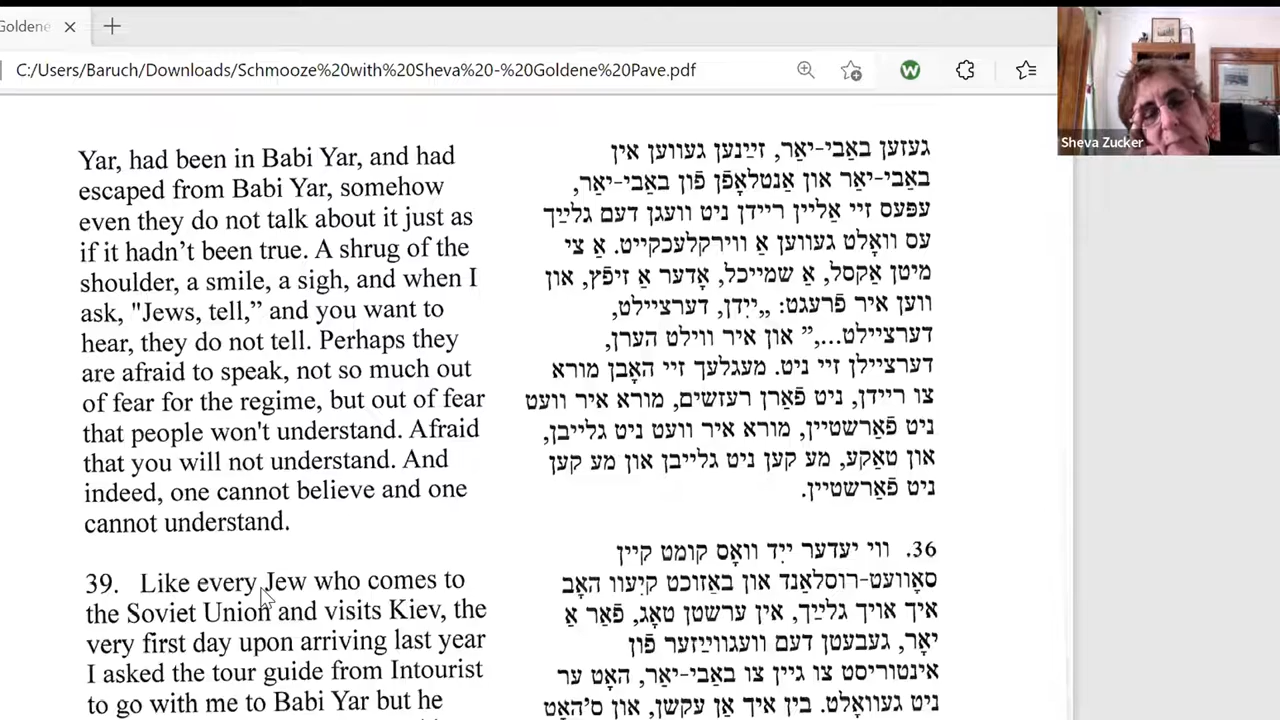 Goldene
C:/Users/Baruch/Downloads/Schmooze%20with%20Sheva%20-%20Goldene%20Pave.pdf
Sheva Zucker
Yar, had been in Babi Yar, and had
escaped from Babi Yar, somehow
even they do not talk about it just as
if it hadn't been true. A shrug of the
shoulder, a smile, a sigh, and when I
ask, "Jews, tell,” and you want to
hear, they do not tell. Perhaps they
are afraid to speak, not so much out
of fear for the regime, but out of fear
that people won't understand. Afraid
that you will not understand. And
indeed, one cannot believe and one
cannot understand.
39. Like every Jew who comes to
the Soviet Union and visits Kiev, the
very first day upon arriving last year
I asked the tour guide from Intourist
to go with me to Babi Yar but he
געזען באַבי-יאַר, זײַנען געווען אין
באַבי-יאַר און אַנטלאָפֿן פֿון באַבי-יאַר,
עפּעס זיי אַליין ריידן ניט וועגן דעם גלײַך
עס וואָלט געווען אַ ווירקלעכקייט. אַ צי
מיטן אַקסל, אַ שמייכל, אָדער אַ זיפֿץ, און
ווען איר פֿרעגט: „ייִדן, דערציילט,
דערציילט...,” און איר ווילט הערן,
דערציילן זיי ניט. מעגלעך זיי האָבן מורא
צו ריידן, ניט פֿאַרן רעזשים, מורא איר וועט
ניט פֿאַרשטיין, מורא איר וועט ניט גלייבן,
און טאַקע, מע קען ניט גלייבן און מע קען
ניט פֿאַרשטיין.
36. ווי יעדער ייִד וואָס קומט קיין
סאָוועט-רוסלאַנד און באַזוכט קיִעוו האָב
איך אויך גלײַך, אין ערשטן טאָג, פֿאַר אַ
יאָר, געבעטן דעם וועגווײַזער פֿון
אינטוריסט צו גיין צו באַבי-יאַר, האָט ער
ניט געוואָלט. בין איך אַן עקשן, און ס'האָט